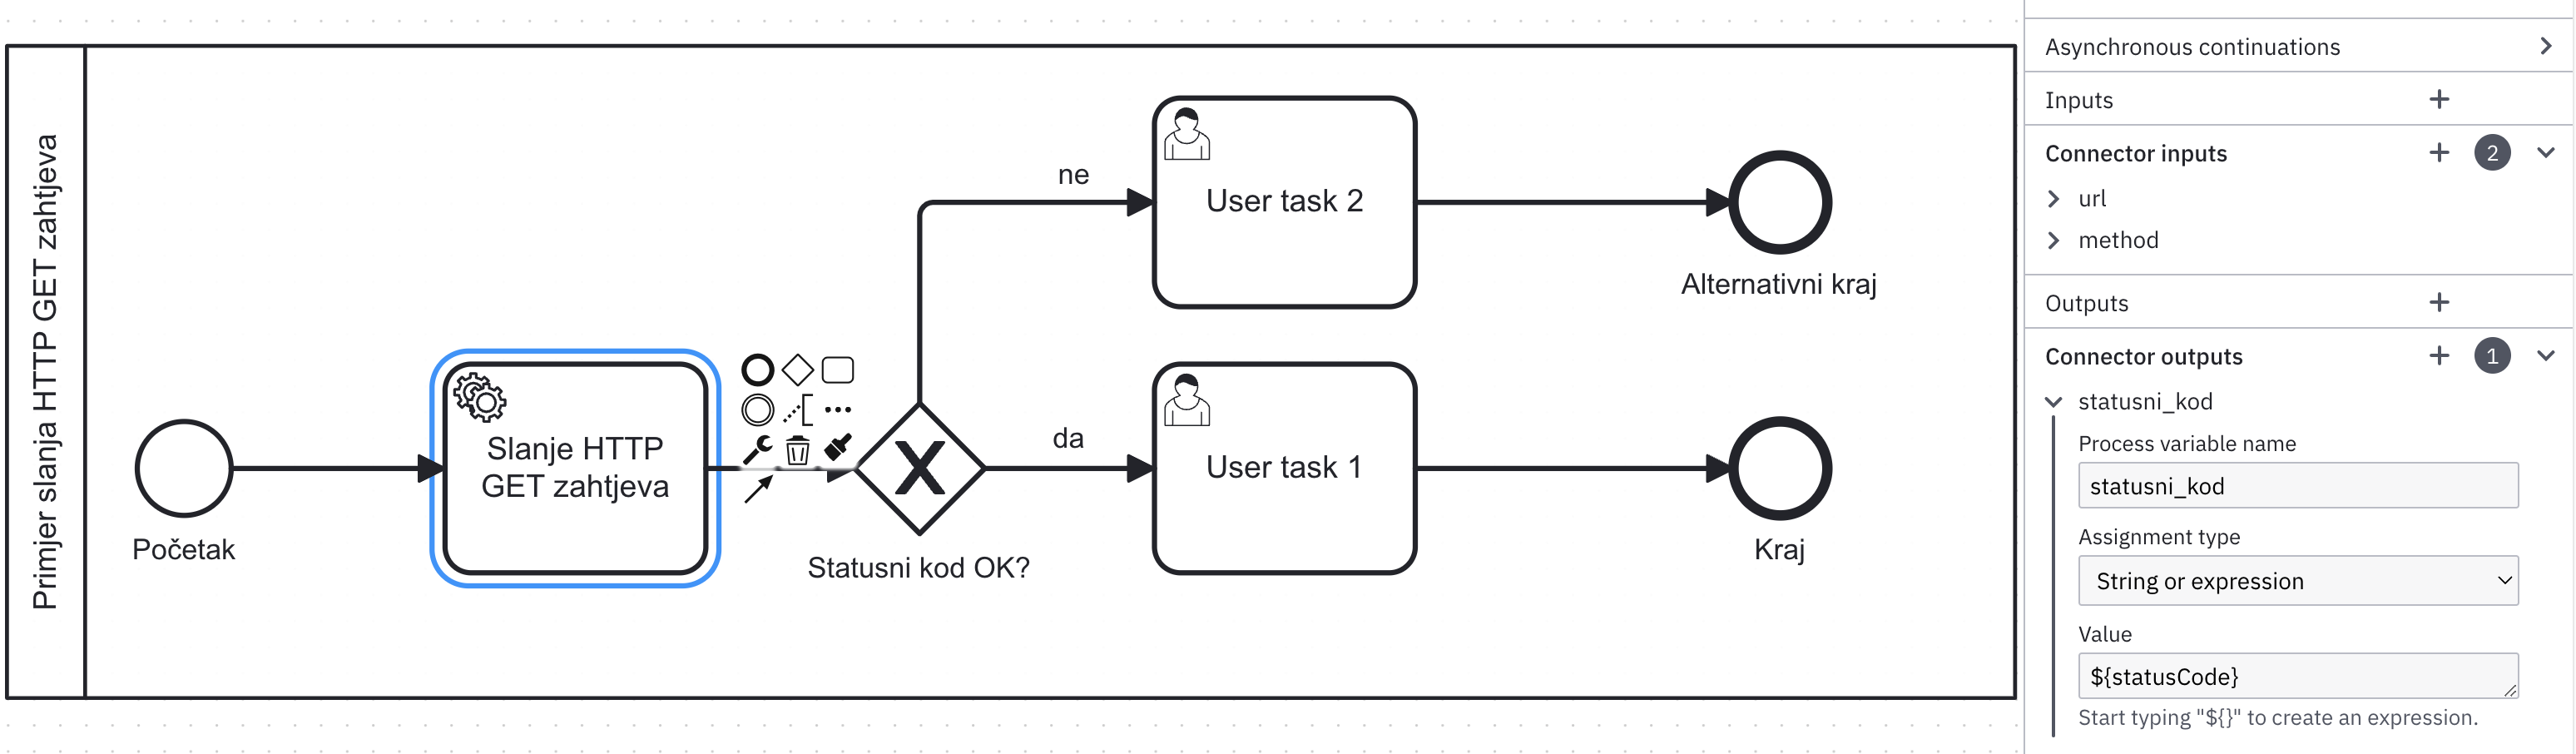 Primjer slanja HTTP GET zahtjeva
Početak
Slanje HTTP
GET zahtjeva
Statusni kod OK?
ne
da
User task 2
User task 1
Alternativni kraj
Kraj
Asynchronous continuations
Inputs
Connector inputs
2
url
method
Outputs
Connector outputs
1
statusni_kod
Process variable name
statusni_kod
Assignment type
String or expression
Value
${statusCode}
Start typing "${}" to create an expression.